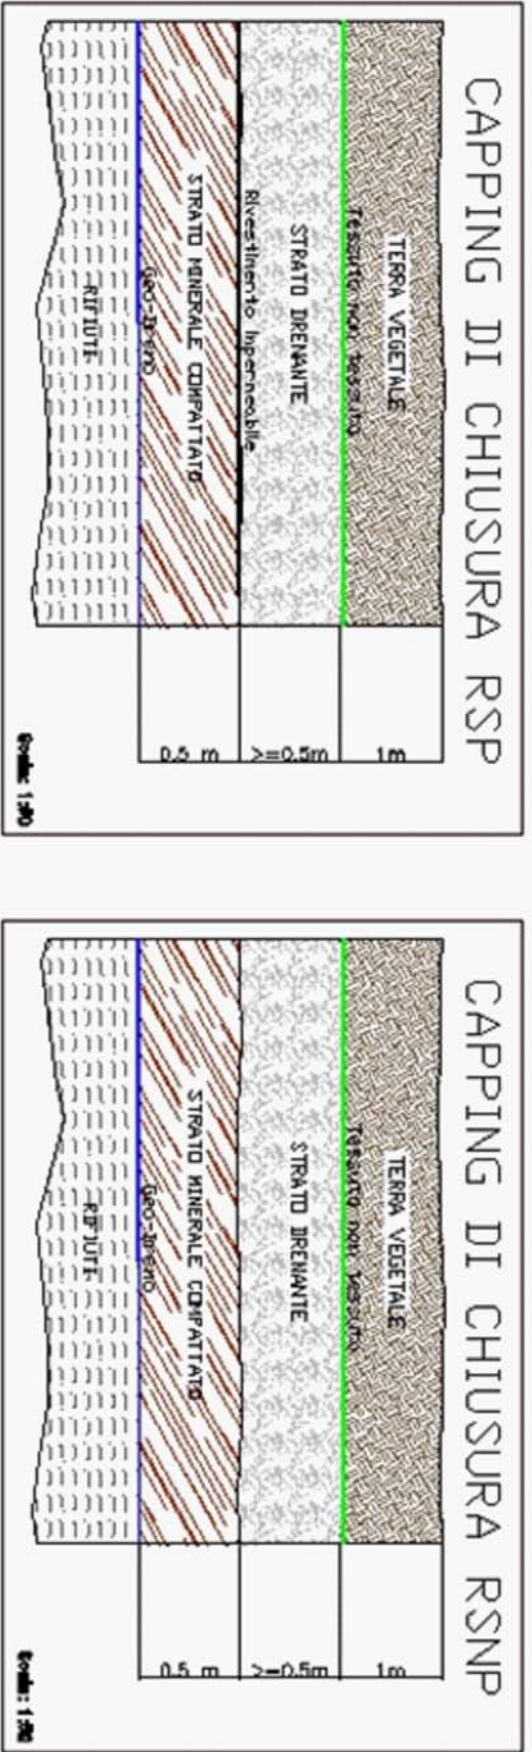 CAPPING DI CHIUSURA RSP
TERRA VEGETALE
1m
Tessuto non tessuto
STRATO DRENANTE
>=0.5m
Rivestimento Impermeabile
STRATO MINERALE COMPATTATO
0.5 m
Geo-Dreno
RIFIUTI
CAPPING DI CHIUSURA RSNP
TERRA VEGETALE
1m
Tessuto non tessuto
STRATO DRENANTE
>=0.5m
STRATO MINERALE COMPATTATO
0.5 m
Geo-Dreno
RIFIUTI